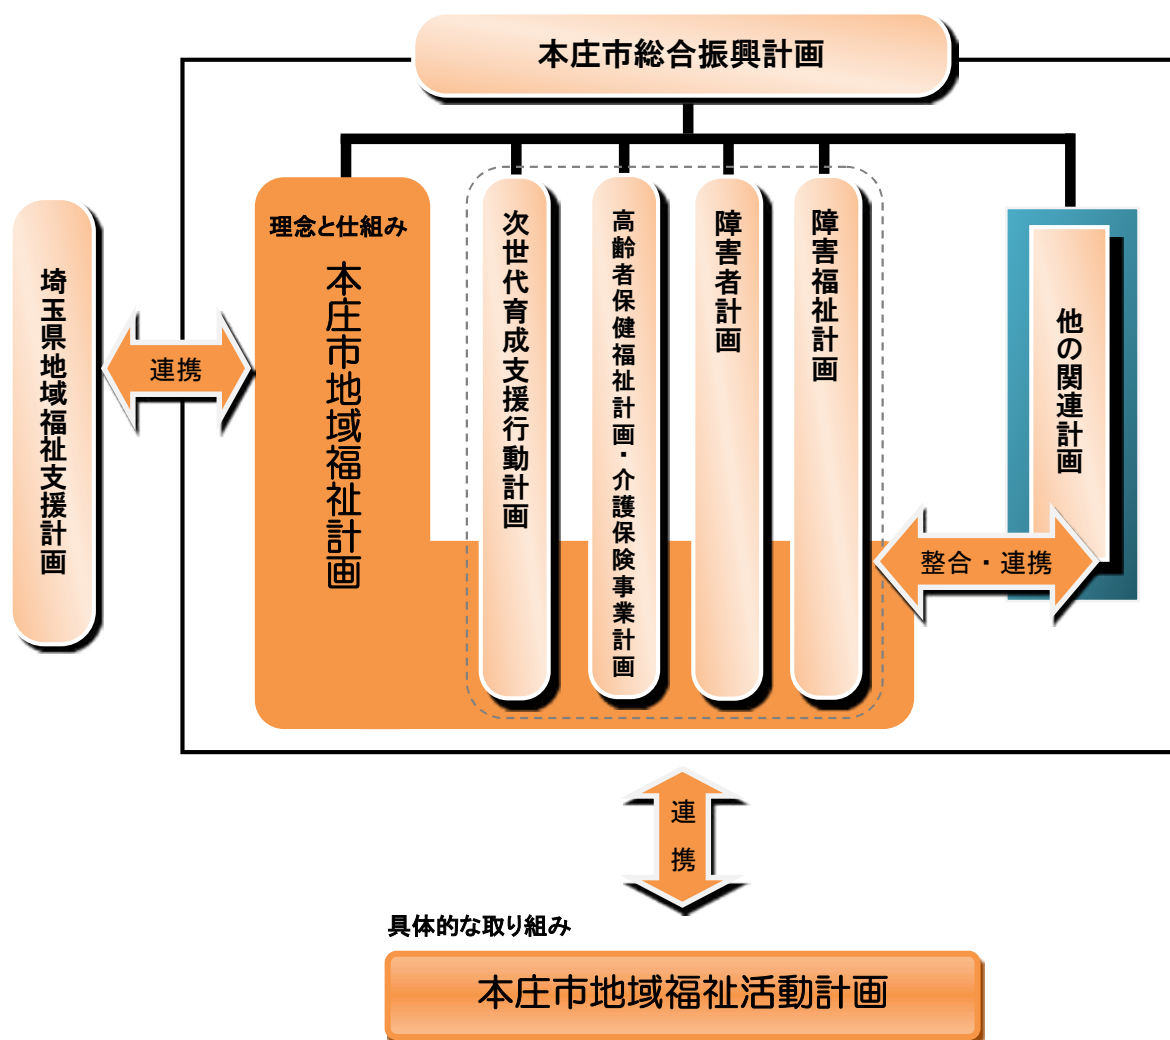 本庄市総合振興計画
理念と仕組み
本庄市地域福祉計画
次世代育成支援行動計画
高齢者保健福祉計画・介護保険事業計画
障害者計画
障害福祉計画
他の関連計画
埼玉県地域福祉支援計画
連携
整合・連携
連携
具体的な取り組み
本庄市地域福祉活動計画